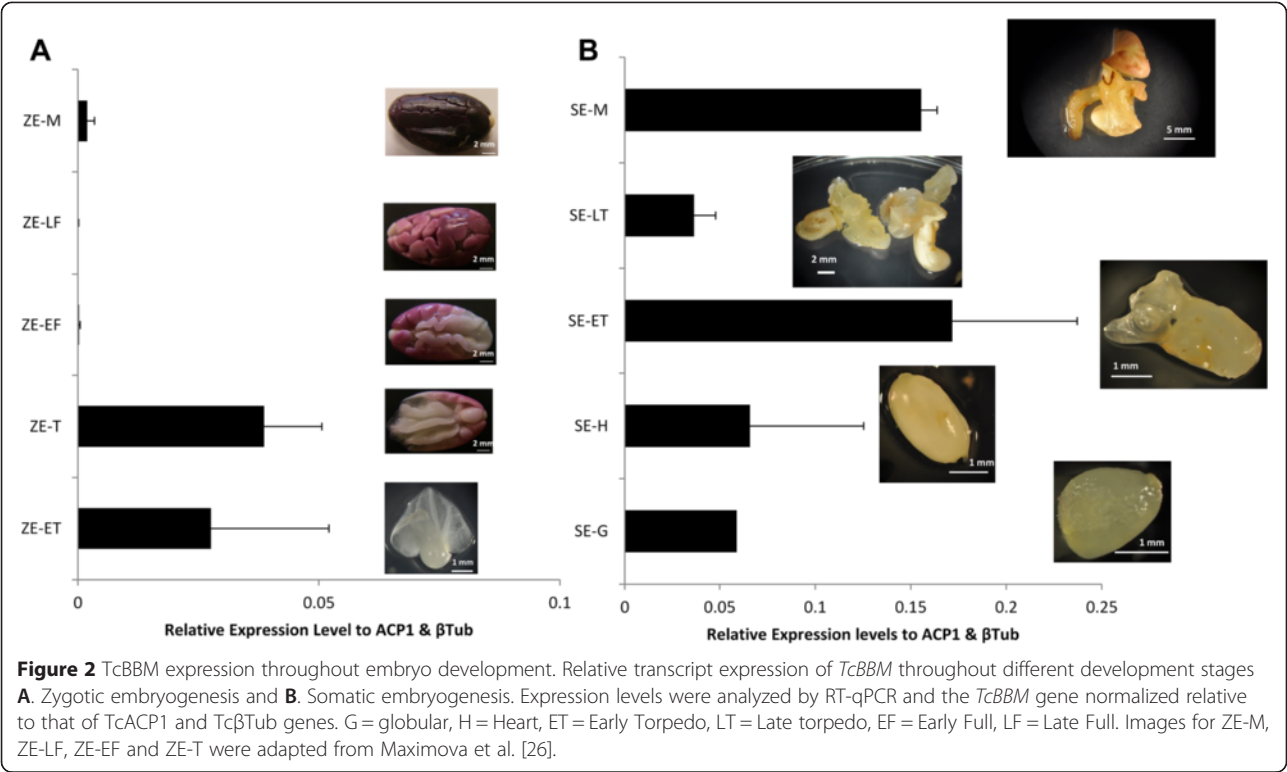 A
ZE-M
2 mm
ZE-LF
2 mm
ZE-EF
2 mm
ZE-T
2 mm
ZE-ET
1 mm
0 0.05 0.1
Relative Expression Level to ACP1 & βTub
B
SE-M
5 mm
SE-LT
2 mm
SE-ET
1 mm
SE-H
1 mm
SE-G
1 mm
0 0.05 0.1 0.15 0.2 0.25
Relative Expression levels to ACP1 & βTub
Figure 2 TcBBM expression throughout embryo development. Relative transcript expression of TcBBM throughout different development stages
A. Zygotic embryogenesis and B. Somatic embryogenesis. Expression levels were analyzed by RT-qPCR and the TcBBM gene normalized relative
to that of TcACP1 and TcβTub genes. G = globular, H = Heart, ET = Early Torpedo, LT = Late torpedo, EF = Early Full, LF = Late Full. Images for ZE-M,
ZE-LF, ZE-EF and ZE-T were adapted from Maximova et al. [26].